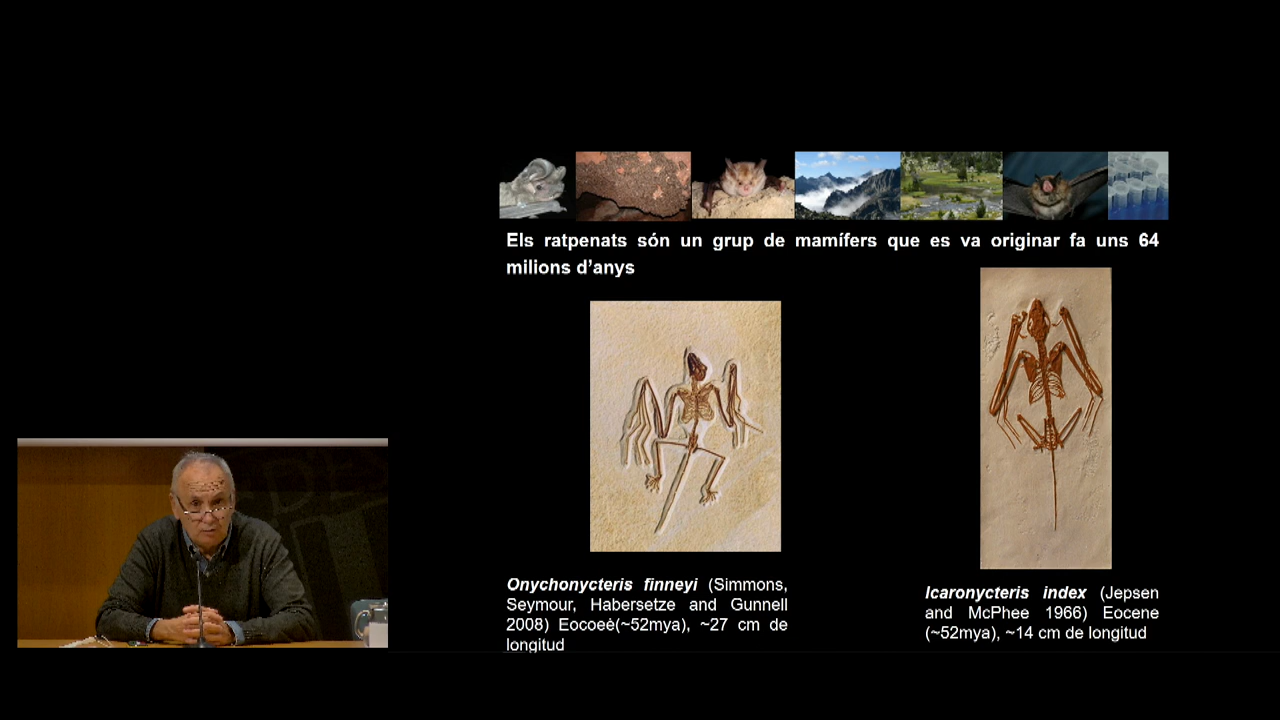 Els ratpenats són un grup de mamífers que es va originar fa uns 64
milions d'anys
Onychonycteris finneyi (Simmons,
Seymour, Habersetze and Gunnell
2008) Eocoeè(~52mya), ~27 cm de
longitud
Icaronycteris index (Jepsen
and McPhee 1966) Eocene
(~52mya), ~14 cm de longitud